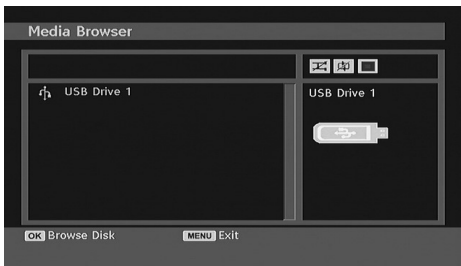 Media Browser
USB Drive 1
USB Drive 1
OK Browse Disk
MENU Exit